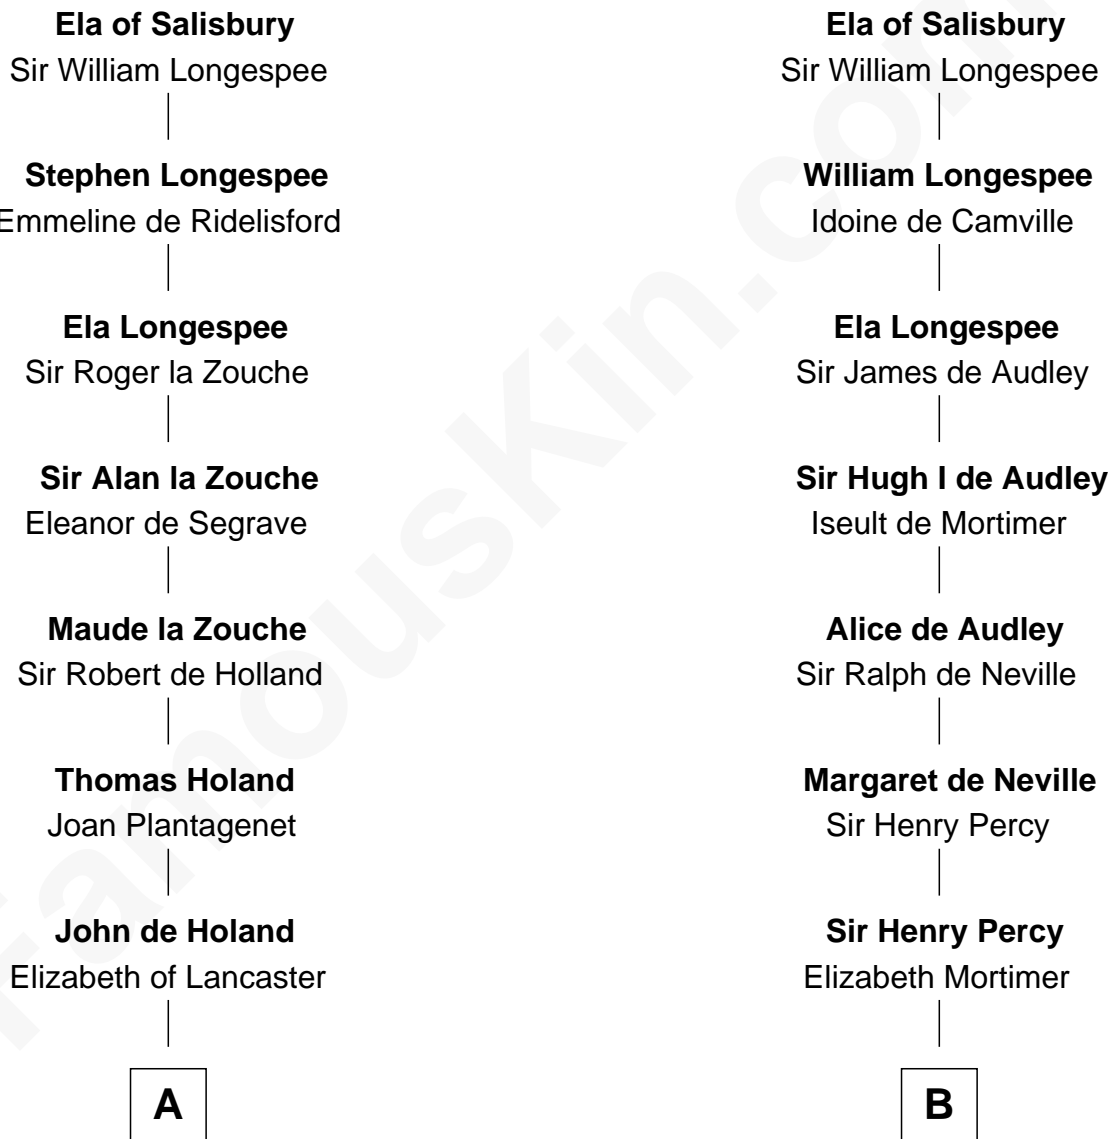 Ela of Salisbury
Sir William Longespee
Stephen Longespee
Emmeline de Ridelisford
Ela Longespee
Sir Roger la Zouche
Sir Alan la Zouche
Eleanor de Segrave
Maude la Zouche
Sir Robert de Holland
Thomas Holand
Joan Plantagenet
John de Holand
Elizabeth of Lancaster
A
Ela of Salisbury
Sir William Longespee
William Longespee
Idoine de Camville
Ela Longespee
Sir James de Audley
Sir Hugh I de Audley
Iseult de Mortimer
Alice de Audley
Sir Ralph de Neville
Margaret de Neville
Sir Henry Percy
Sir Henry Percy
Elizabeth Mortimer
B
FamousKin.com